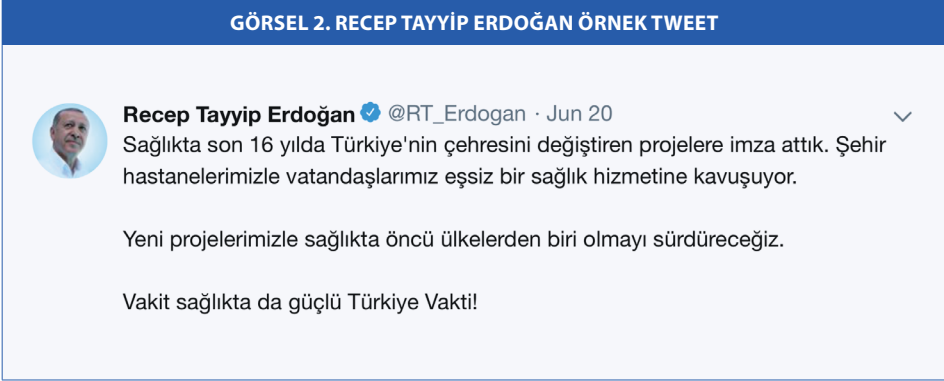 GÖRSEL 2. RECEP TAYYİP ERDOĞAN ÖRNEK TWEET
Recep Tayyip Erdoğan @RT_Erdogan · Jun 20
Sağlıkta son 16 yılda Türkiye'nin çehresini değiştiren projelere imza attık. Şehir
hastanelerimizle vatandaşlarımız eşsiz bir sağlık hizmetine kavuşuyor.
Yeni projelerimizle sağlıkta öncü ülkelerden biri olmayı sürdüreceğiz.
Vakit sağlıkta da güçlü Türkiye Vakti!